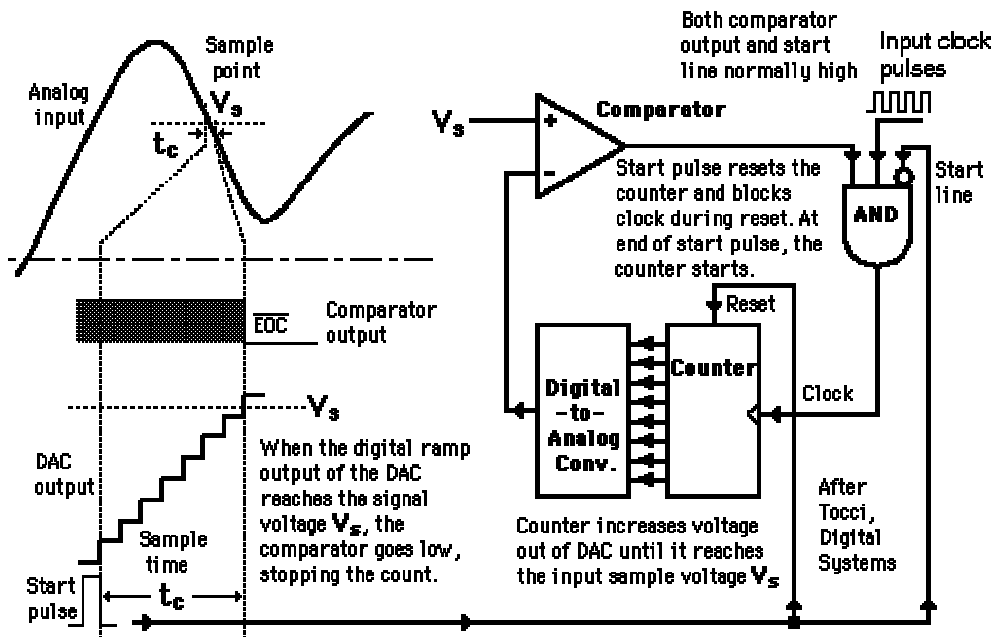 Analog
input
Sample
point
Vs
tc
Both comparator
output and start
line normally high
Input clock
pulses
Vs
+
-
Comparator
Start pulse resets the
counter and blocks
clock during reset. At
end of start pulse, the
counter starts.
AND
Start
line
EOC
Comparator
output
Reset
Digital
-to-
Analog
Conv.
Counter
Clock
Vs
DAC
output
When the digital ramp
output of the DAC
reaches the signal
voltage Vs, the
comparator goes low,
stopping the count.
Sample
time
tc
Start
pulse
Counter increases voltage
out of DAC until it reaches
the input sample voltage Vs
After
Tocci,
Digital
Systems